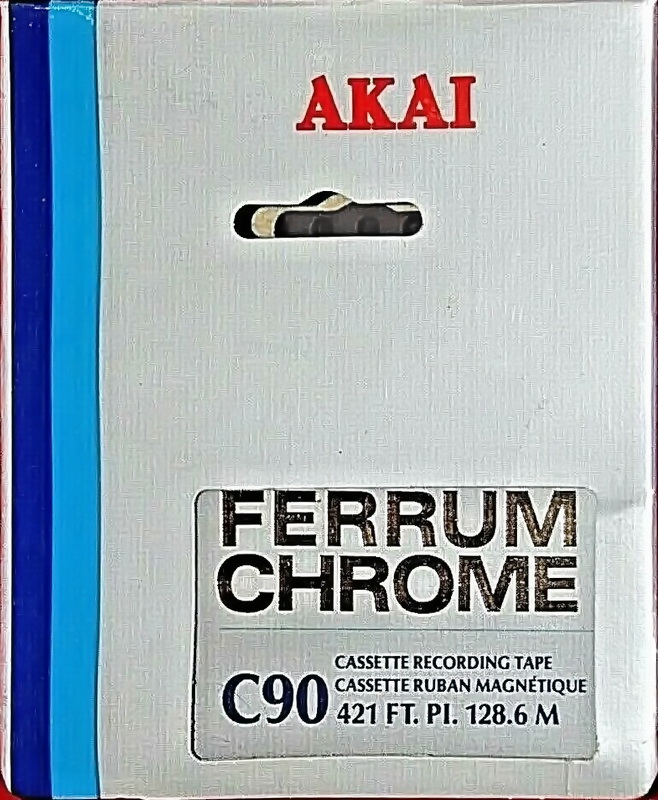 AKAI
FERRUM
CHROME
C90
CASSETTE RECORDING TAPE
CASSETTE RUBAN MAGNÉTIQUE
421 FT. PI. 128.6 M